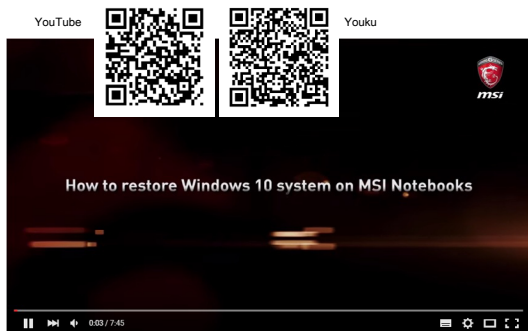 YouTube
Youku
msi
How to restore Windows 10 system on MSI Notebooks
0:03 / 7:45